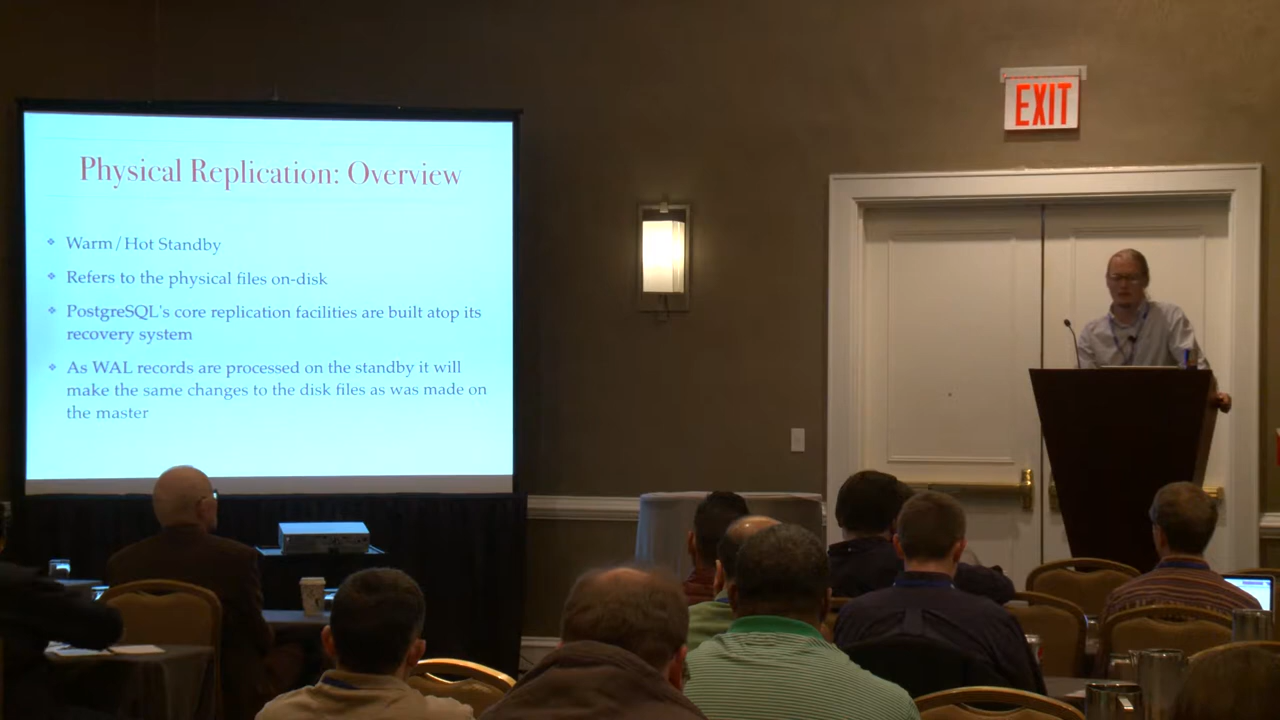 Physical Replication: Overview
❖ Warm/Hot Standby
❖ Refers to the physical files on-disk
❖ PostgreSQL's core replication facilities are built atop its
recovery system
❖ As WAL records are processed on the standby it will
make the same changes to the disk files as was made on
the master
EXIT